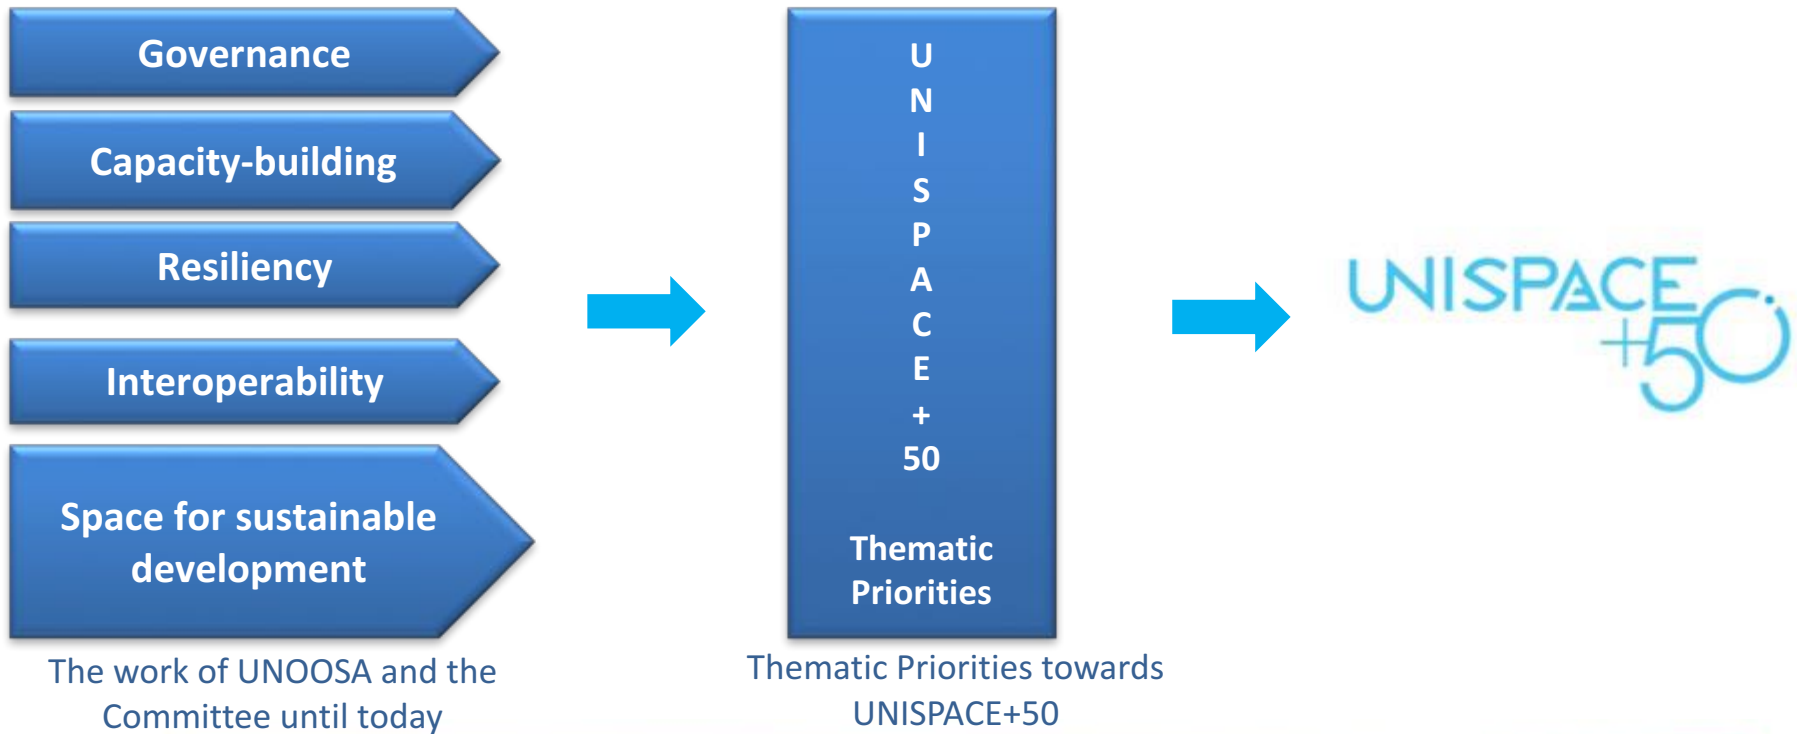 Governance
Capacity-building
Resiliency
Interoperability
Space for sustainable
development
The work of UNOOSA and the
Committee until today
U
N
I
S
P
A
C
E
+
50
Thematic
Priorities
Thematic Priorities towards
UNISPACE+50
UNISPACE
+50